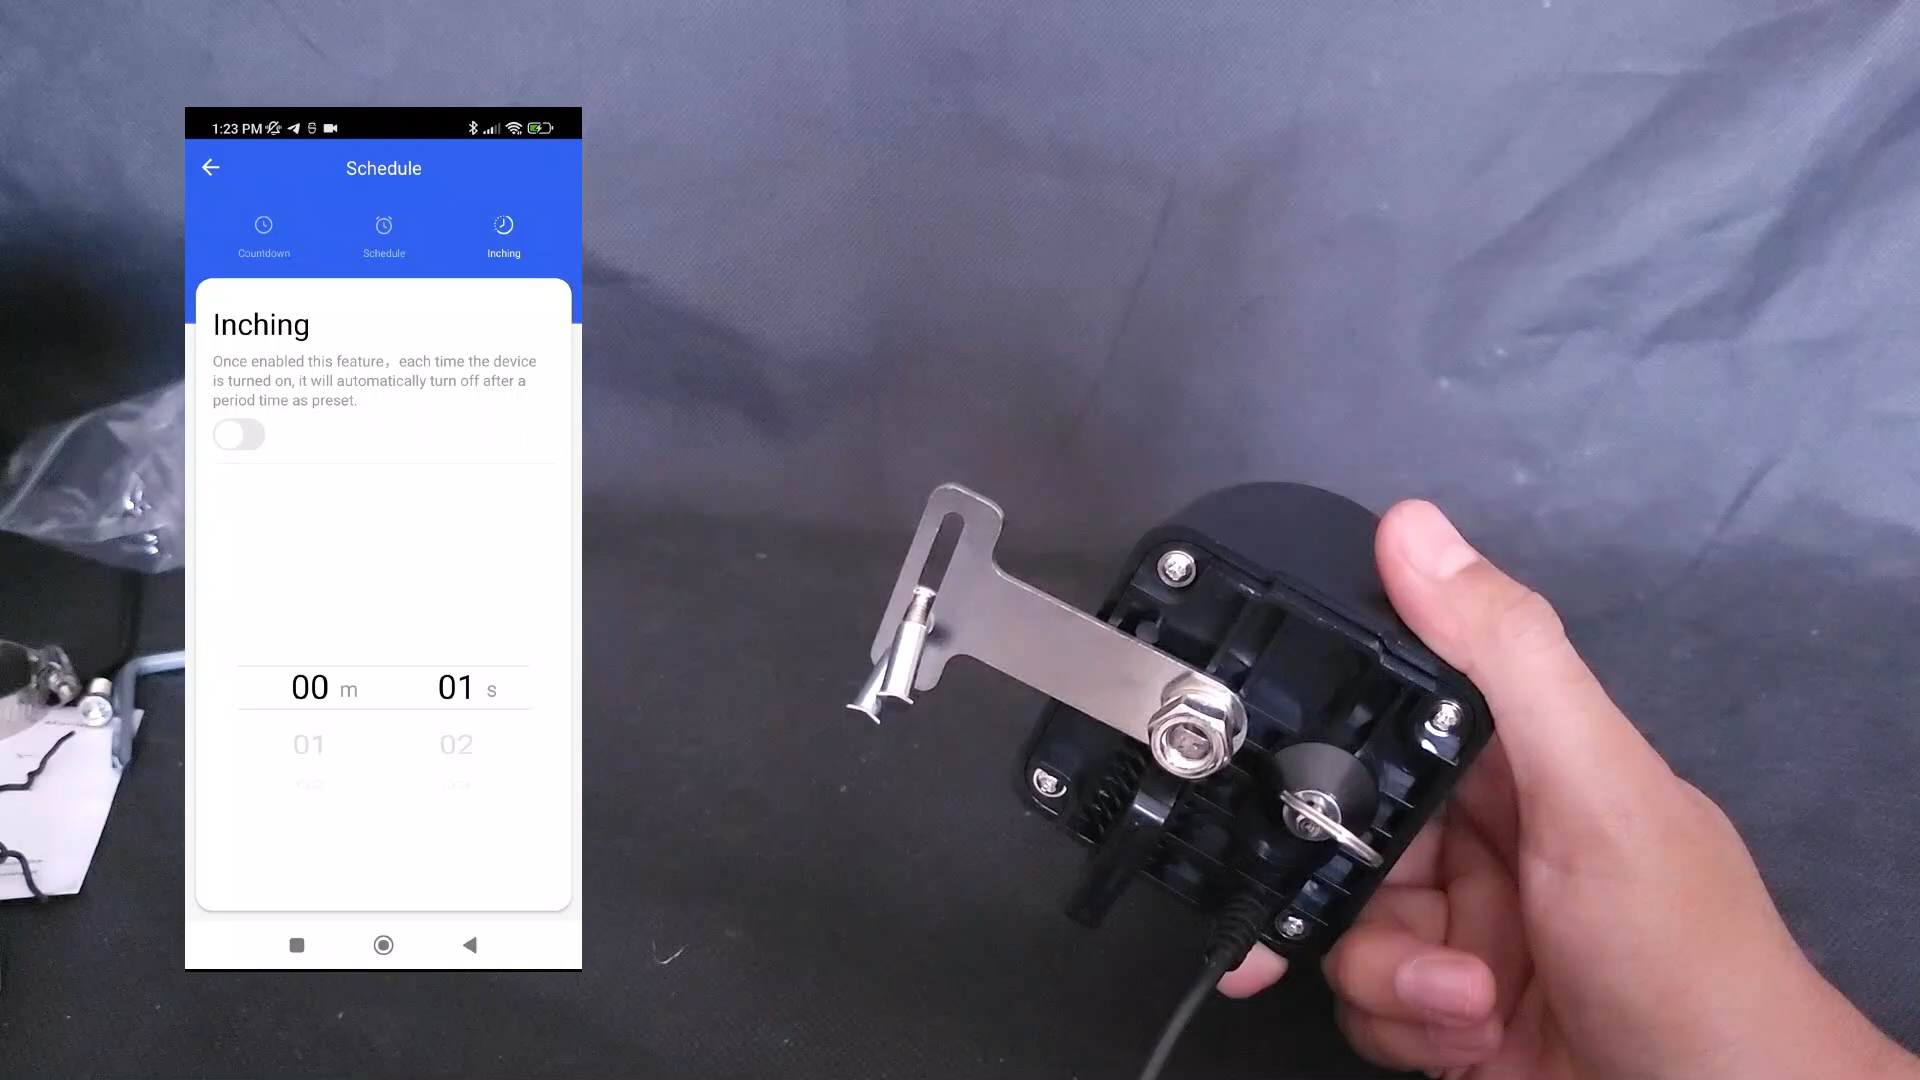 1:23 PM
Schedule
Countdown
Schedule
Inching
Inching
Once enabled this feature，each time the device
is turned on, it will automatically turn off after a
period time as preset.
00 m 01 s
01 02